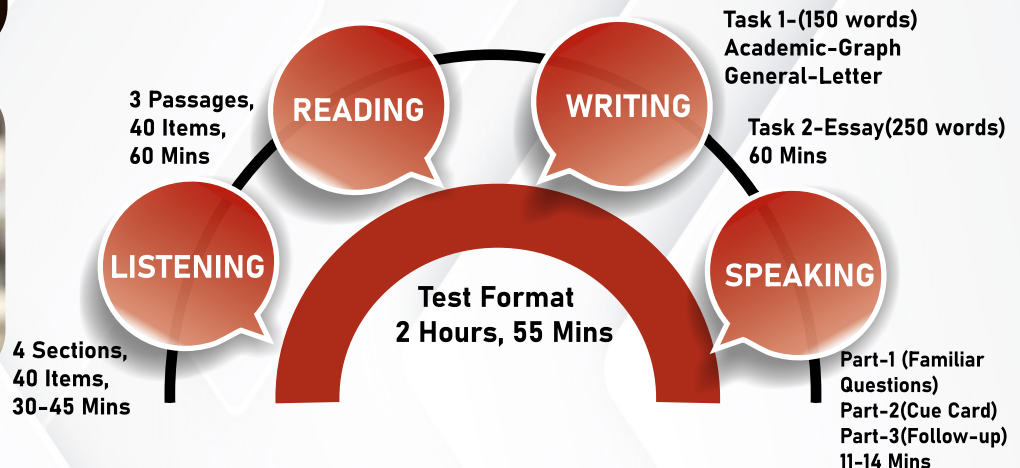 Task 1-(150 words)
Academic-Graph
General-Letter
READING
WRITING
3 Passages,
40 Items,
60 Mins
Task 2-Essay(250 words)
60 Mins
LISTENING
SPEAKING
Test Format
2 Hours, 55 Mins
4 Sections,
40 Items,
30-45 Mins
Part-1 (Familiar
Questions)
Part-2(Cue Card)
Part-3(Follow-up)
11-14 Mins